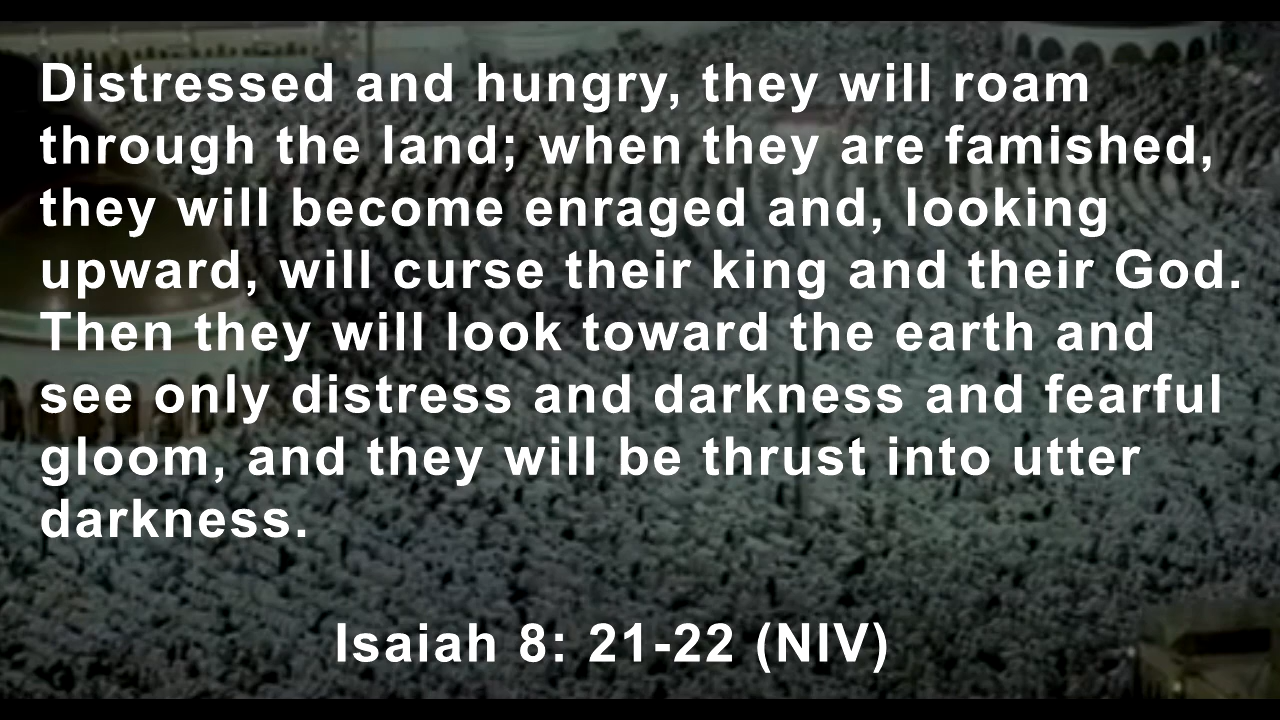 Distressed and hungry, they will roam
through the land; when they are famished,
they will become enraged and, looking
upward, will curse their king and their God.
Then they will look toward the earth and
see only distress and darkness and fearful
gloom, and they will be thrust into utter
darkness.
Isaiah 8: 21-22 (NIV)